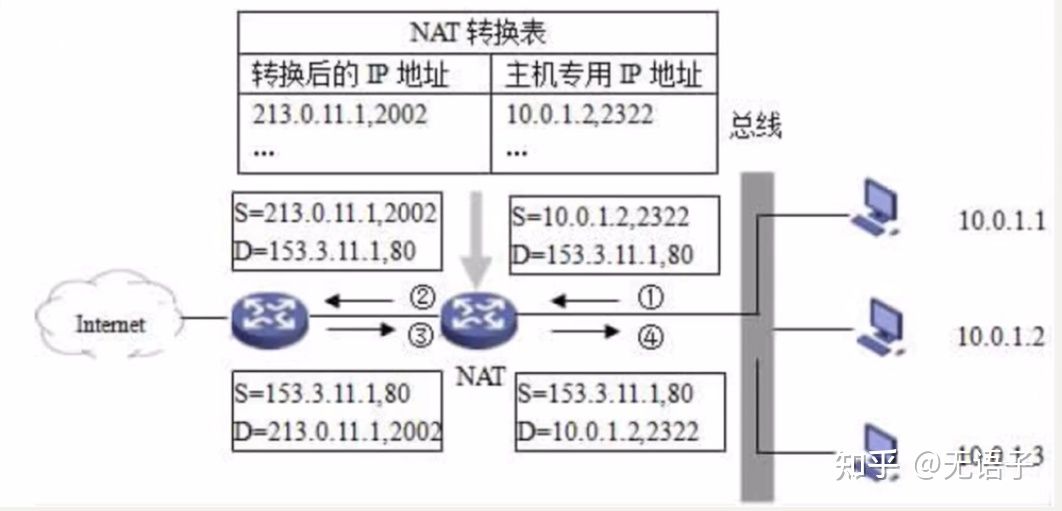 NAT 转换表
转换后的 IP 地址
主机专用 IP 地址
213.0.11.1,2002
10.0.1.2,2322
...
...
总线
S=213.0.11.1,2002
D=153.3.11.1,80
S=10.0.1.2,2322
D=153.3.11.1,80
10.0.1.1
②
①
Internet
③
④
10.0.1.2
NAT
S=153.3.11.1,80
D=213.0.11.1,2002
S=153.3.11.1,80
D=10.0.1.2,2322
10.0.1.3
知乎 @无语子